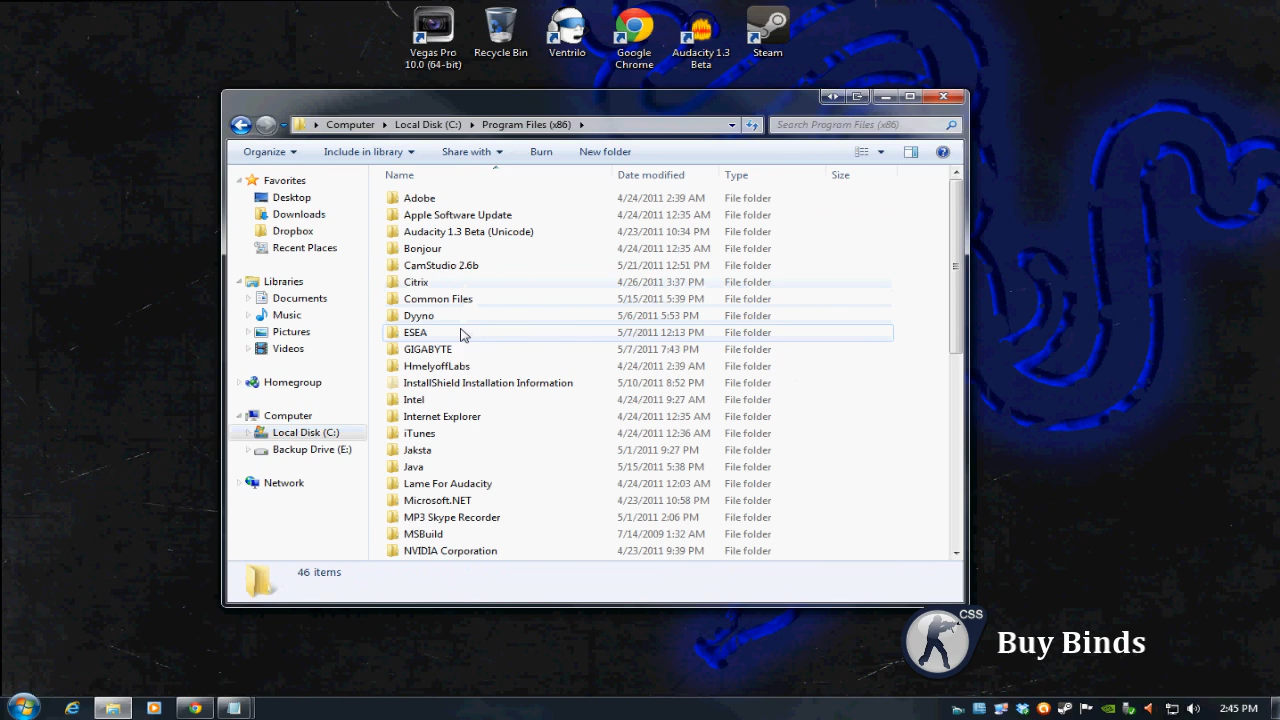 Vegas Pro
10.0 (64-bit)
Recycle Bin
Ventrilo
Google
Chrome
Audacity 1.3
Beta
Steam
Computer Local Disk (C:) Program Files (x86)
Search Program Files (x86)
Organize Include in library Share with Burn New folder
Name Date modified Type Size
Favorites
Desktop
Downloads
Dropbox
Recent Places
Libraries
Documents
Music
Pictures
Videos
Homegroup
Computer
Local Disk (C:)
Backup Drive (E:)
Network
Adobe 4/24/2011 2:39 AM File folder
Apple Software Update 4/24/2011 12:35 AM File folder
Audacity 1.3 Beta (Unicode) 4/23/2011 10:34 PM File folder
Bonjour 4/24/2011 12:35 AM File folder
CamStudio 2.6b 5/21/2011 12:51 PM File folder
Citrix 4/26/2011 3:37 PM File folder
Common Files 5/15/2011 5:39 PM File folder
Dyyno 5/6/2011 5:53 PM File folder
ESEA 5/7/2011 12:13 PM File folder
GIGABYTE 5/7/2011 7:43 PM File folder
HmelyoffLabs 4/24/2011 2:39 AM File folder
InstallShield Installation Information 5/10/2011 8:52 PM File folder
Intel 4/24/2011 9:27 AM File folder
Internet Explorer 4/24/2011 12:35 AM File folder
iTunes 4/24/2011 12:36 AM File folder
Jaksta 5/1/2011 9:27 PM File folder
Java 5/15/2011 5:38 PM File folder
Lame For Audacity 4/24/2011 12:03 AM File folder
Microsoft.NET 4/23/2011 10:58 PM File folder
MP3 Skype Recorder 5/1/2011 2:06 PM File folder
MSBuild 7/14/2009 1:32 AM File folder
NVIDIA Corporation 4/23/2011 9:39 PM File folder
46 items
CSS
Buy Binds
2:45 PM